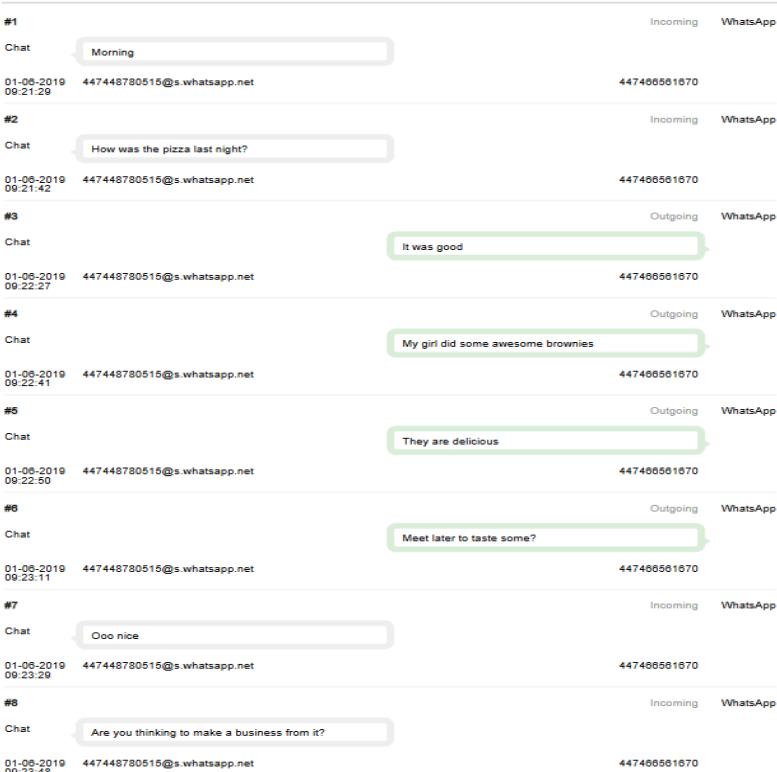 #1 Incoming WhatsApp
Chat
Morning
01-06-2019 447448780515@s.whatsapp.net 447466561670
09:21:29
#2 Incoming WhatsApp
Chat
How was the pizza last night?
01-06-2019 447448780515@s.whatsapp.net 447466561670
09:21:42
#3 Outgoing WhatsApp
Chat
It was good
01-06-2019 447448780515@s.whatsapp.net 447466561670
09:22:27
#4 Outgoing WhatsApp
Chat
My girl did some awesome brownies
01-06-2019 447448780515@s.whatsapp.net 447466561670
09:22:41
#5 Outgoing WhatsApp
Chat
They are delicious
01-06-2019 447448780515@s.whatsapp.net 447466561670
09:22:50
#6 Outgoing WhatsApp
Chat
Meet later to taste some?
01-06-2019 447448780515@s.whatsapp.net 447466561670
09:23:11
#7 Incoming WhatsApp
Chat
Ooo nice
01-06-2019 447448780515@s.whatsapp.net 447466561670
09:23:29
#8 Incoming WhatsApp
Chat
Are you thinking to make a business from it?
01-06-2019 447448780515@s.whatsapp.net 447466561670
09:23:48